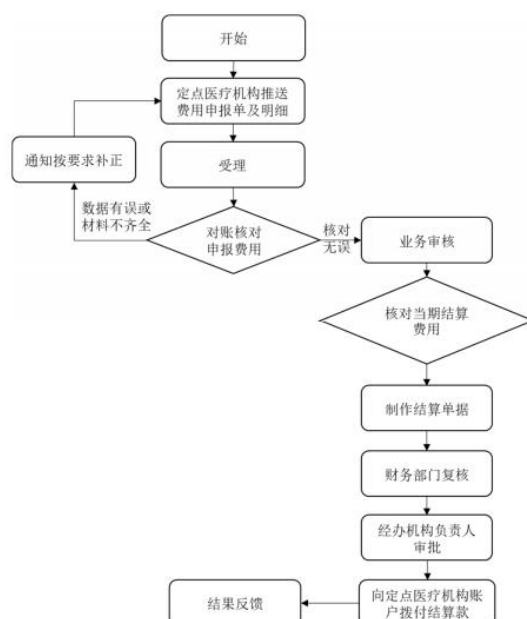 开始
定点医疗机构推送
费用申报单及明细
通知按要求补正
受理
数据有误或
材料不齐全
对账核对
申报费用
核对
无误
业务审核
核对当期结算
费用
制作结算单据
财务部门复核
经办机构负责人
审批
结果反馈
向定点医疗机构账
户拨付结算款